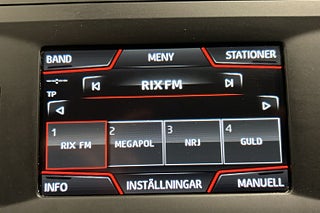 BAND MENY STATIONER
RIX FM
TP
1 2 3 4
RIX FM MEGAPOL NRJ GULD
INFO INSTÄLLNINGAR MANUELL